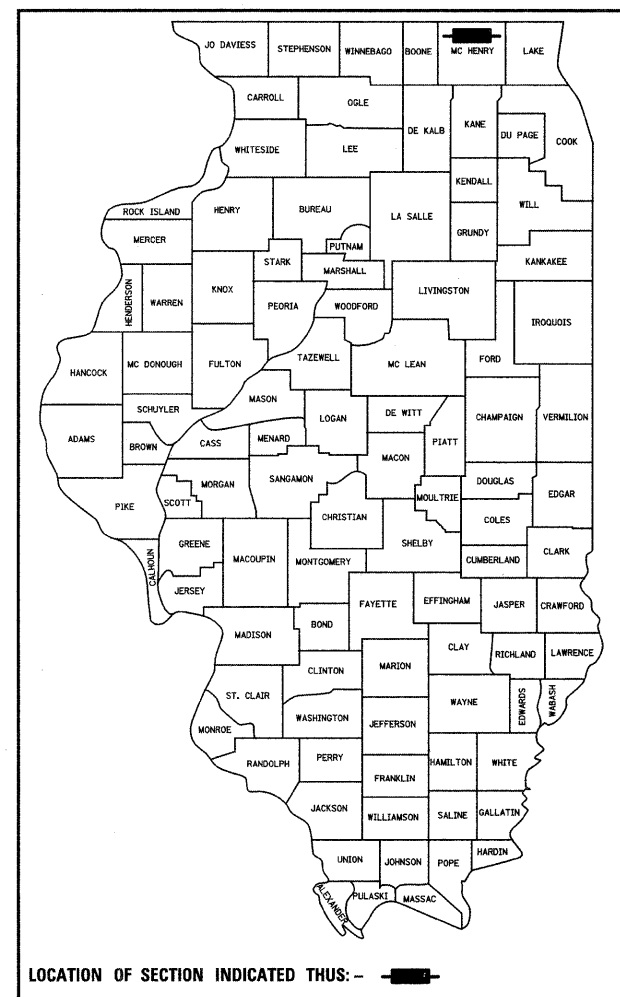 JO DAVIESS
STEPHENSON
WINNEBAGO
BOONE
MC HENRY
LAKE
CARROLL
OGLE
DE KALB
KANE
DU PAGE
COOK
WHITESIDE
LEE
KENDALL
WILL
ROCK ISLAND
HENRY
BUREAU
LA SALLE
GRUNDY
MERCER
PUTNAM
STARK
MARSHALL
KANKAKEE
HENDERSON
WARREN
KNOX
PEORIA
WOODFORD
LIVINGSTON
IROQUOIS
HANCOCK
MC DONOUGH
FULTON
TAZEWELL
MC LEAN
FORD
MASON
SCHUYLER
LOGAN
DE WITT
CHAMPAIGN
VERMILION
ADAMS
BROWN
CASS
MENARD
MACON
PIATT
MORGAN
SANGAMON
DOUGLAS
EDGAR
PIKE
SCOTT
CHRISTIAN
MOULTRIE
COLES
SHELBY
GREENE
MACOUPIN
MONTGOMERY
CUMBERLAND
CLARK
CALHOUN
JERSEY
FAYETTE
EFFINGHAM
JASPER
CRAWFORD
MADISON
BOND
CLAY
RICHLAND
LAWRENCE
CLINTON
MARION
ST. CLAIR
WAYNE
EDWARDS
WABASH
WASHINGTON
JEFFERSON
MONROE
RANDOLPH
PERRY
HAMILTON
WHITE
FRANKLIN
JACKSON
WILLIAMSON
SALINE
GALLATIN
UNION
JOHNSON
POPE
HARDIN
ALEXANDER
PULASKI
MASSAC
LOCATION OF SECTION INDICATED THUS: -